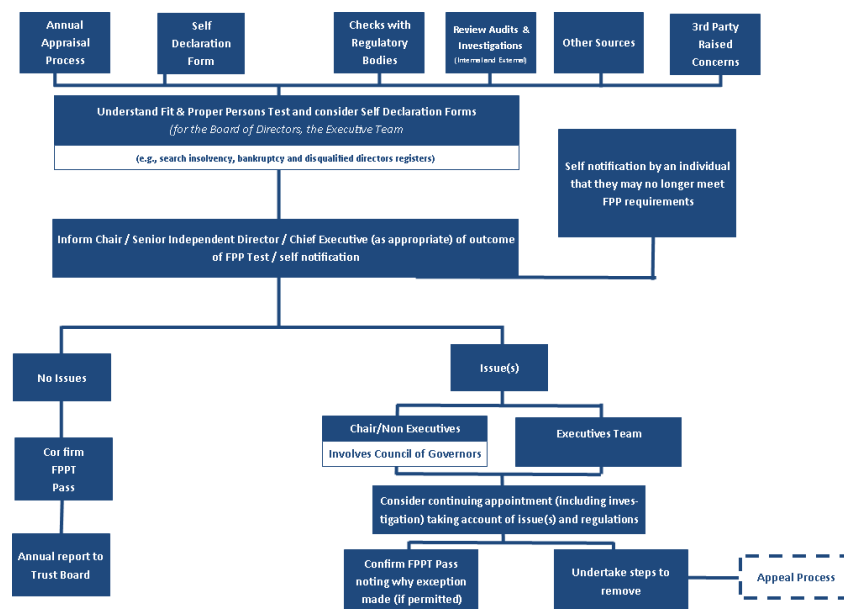 Annual
Appraisal
Process
Self
Declaration
Form
Checks with
Regulatory
Bodies
Review Audits &
Investigations
(Internal and External)
Other Sources
3rd Party
Raised
Concerns
Understand Fit & Proper Persons Test and consider Self Declaration Forms
(for the Board of Directors, the Executive Team
(e.g., search insolvency, bankruptcy and disqualified directors registers)
Self notification by an individual
that they may no longer meet
FPP requirements
Inform Chair / Senior Independent Director / Chief Executive (as appropriate) of outcome
of FPP Test / self notification
No Issues
Issue(s)
Chair/Non Executives
Involves Council of Governors
Executives Team
Cor firm
FPPT
Pass
Consider continuing appointment (including inves-
tigation) taking account of issue(s) and regulations
Annual report to
Trust Board
Confirm FPPT Pass
noting why exception
made (if permitted)
Undertake steps to
remove
Appeal Process